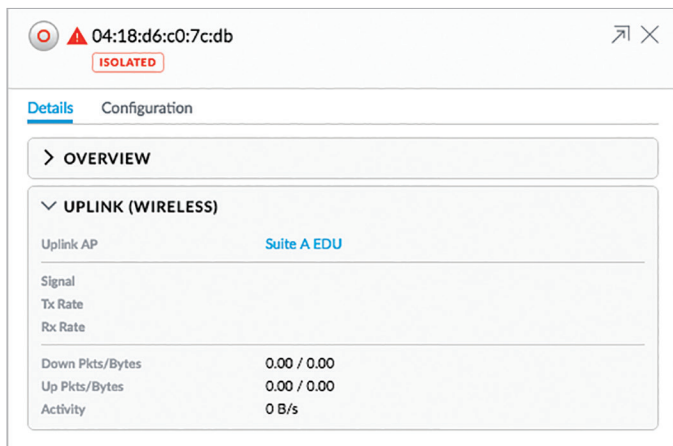 04:18:d6:c0:7c:db
ISOLATED
Details Configuration
OVERVIEW
UPLINK (WIRELESS)
Uplink AP Suite A EDU
Signal
Tx Rate
Rx Rate
Down Pkts/Bytes 0.00 / 0.00
Up Pkts/Bytes 0.00 / 0.00
Activity 0 B/s